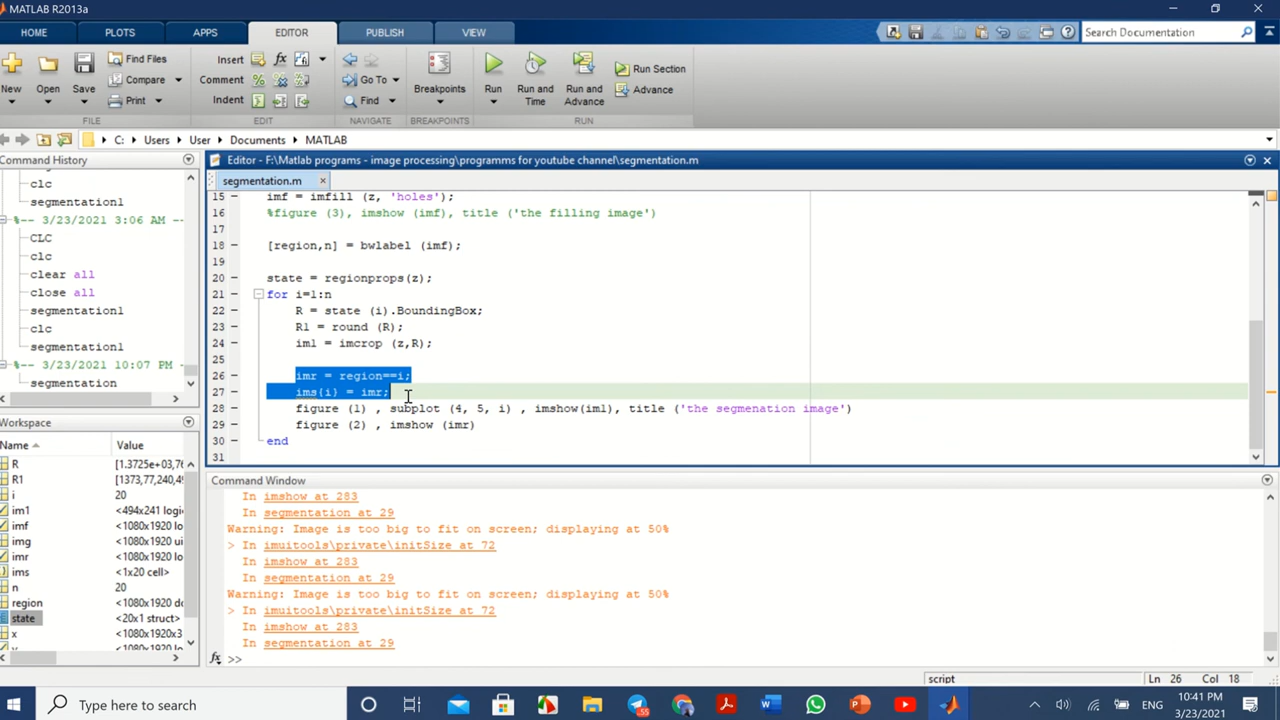 MATLAB R2013a
HOME
PLOTS
APPS
EDITOR
PUBLISH
VIEW
Search Documentation
New
Open
Save
Find Files
Compare
Print
FILE
Insert
Comment
Indent
EDIT
Go To
Find
NAVIGATE
Breakpoints
BREAKPOINTS
Run
Run and Time
Run and Advance
Run Section
Advance
RUN
C: Users User Documents MATLAB
Command History
clc
segmentation1
%-- 3/23/2021 3:06 AM --
CLC
clc
clear all
close all
segmentation1
clc
segmentation1
%-- 3/23/2021 10:07 PM --
segmentation
Workspace
Name Value
R [1.3725e+03,76
R1 [1373,77,240,49
i 20
im1 <494x241 logic
imf <1080x1920 lo
img <1080x1920 ui
imr <1080x1920 lo
ims <1x20 cell>
n 20
region <1080x1920 do
state <20x1 struct>
x <1080x1920x3
Editor - F:\Matlab programs - image processing\programms for youtube channel\segmentation.m
segmentation.m
15 imf = imfill (z, 'holes');
16 %figure (3), imshow (imf), title ('the filling image')
17
18 [region,n] = bwlabel (imf);
19
20 state = regionprops(z);
21 for i=1:n
22 R = state (i).BoundingBox;
23 R1 = round (R);
24 im1 = imcrop (z,R);
25
26 imr = region==i;
27 ims{i} = imr;
28 figure (1) , subplot (4, 5, i) , imshow(im1), title ('the segmenation image')
29 figure (2) , imshow (imr)
30 end
31
Command Window
In imshow at 283
In segmentation at 29
Warning: Image is too big to fit on screen; displaying at 50%
> In imuitools\private\initSize at 72
In imshow at 283
In segmentation at 29
Warning: Image is too big to fit on screen; displaying at 50%
> In imuitools\private\initSize at 72
In imshow at 283
In segmentation at 29
fx >>
script
Ln 26 Col 18
Type here to search
55
ENG
10:41 PM
3/23/2021